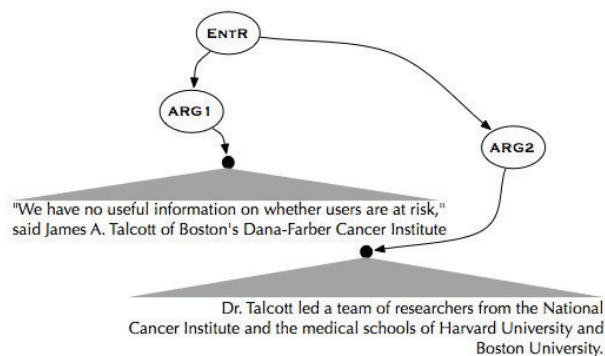 ENTR
ARG1
ARG2
"We have no useful information on whether users are at risk,"
said James A. Talcott of Boston's Dana-Farber Cancer Institute
Dr. Talcott led a team of researchers from the National
Cancer Institute and the medical schools of Harvard University and
Boston University.